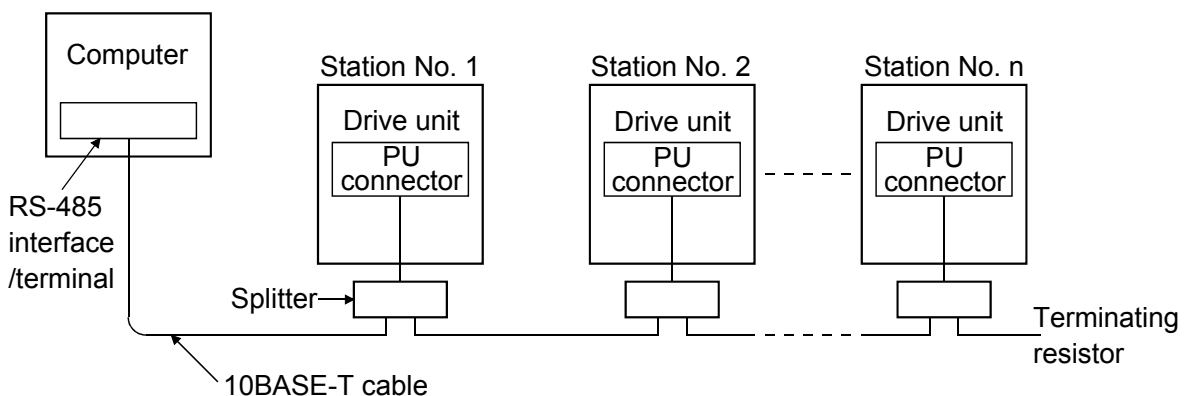 Computer
RS-485
interface
/terminal
Station No. 1
Drive unit
PU
connector
Station No. 2
Drive unit
PU
connector
Station No. n
Drive unit
PU
connector
Splitter
10BASE-T cable
Terminating
resistor